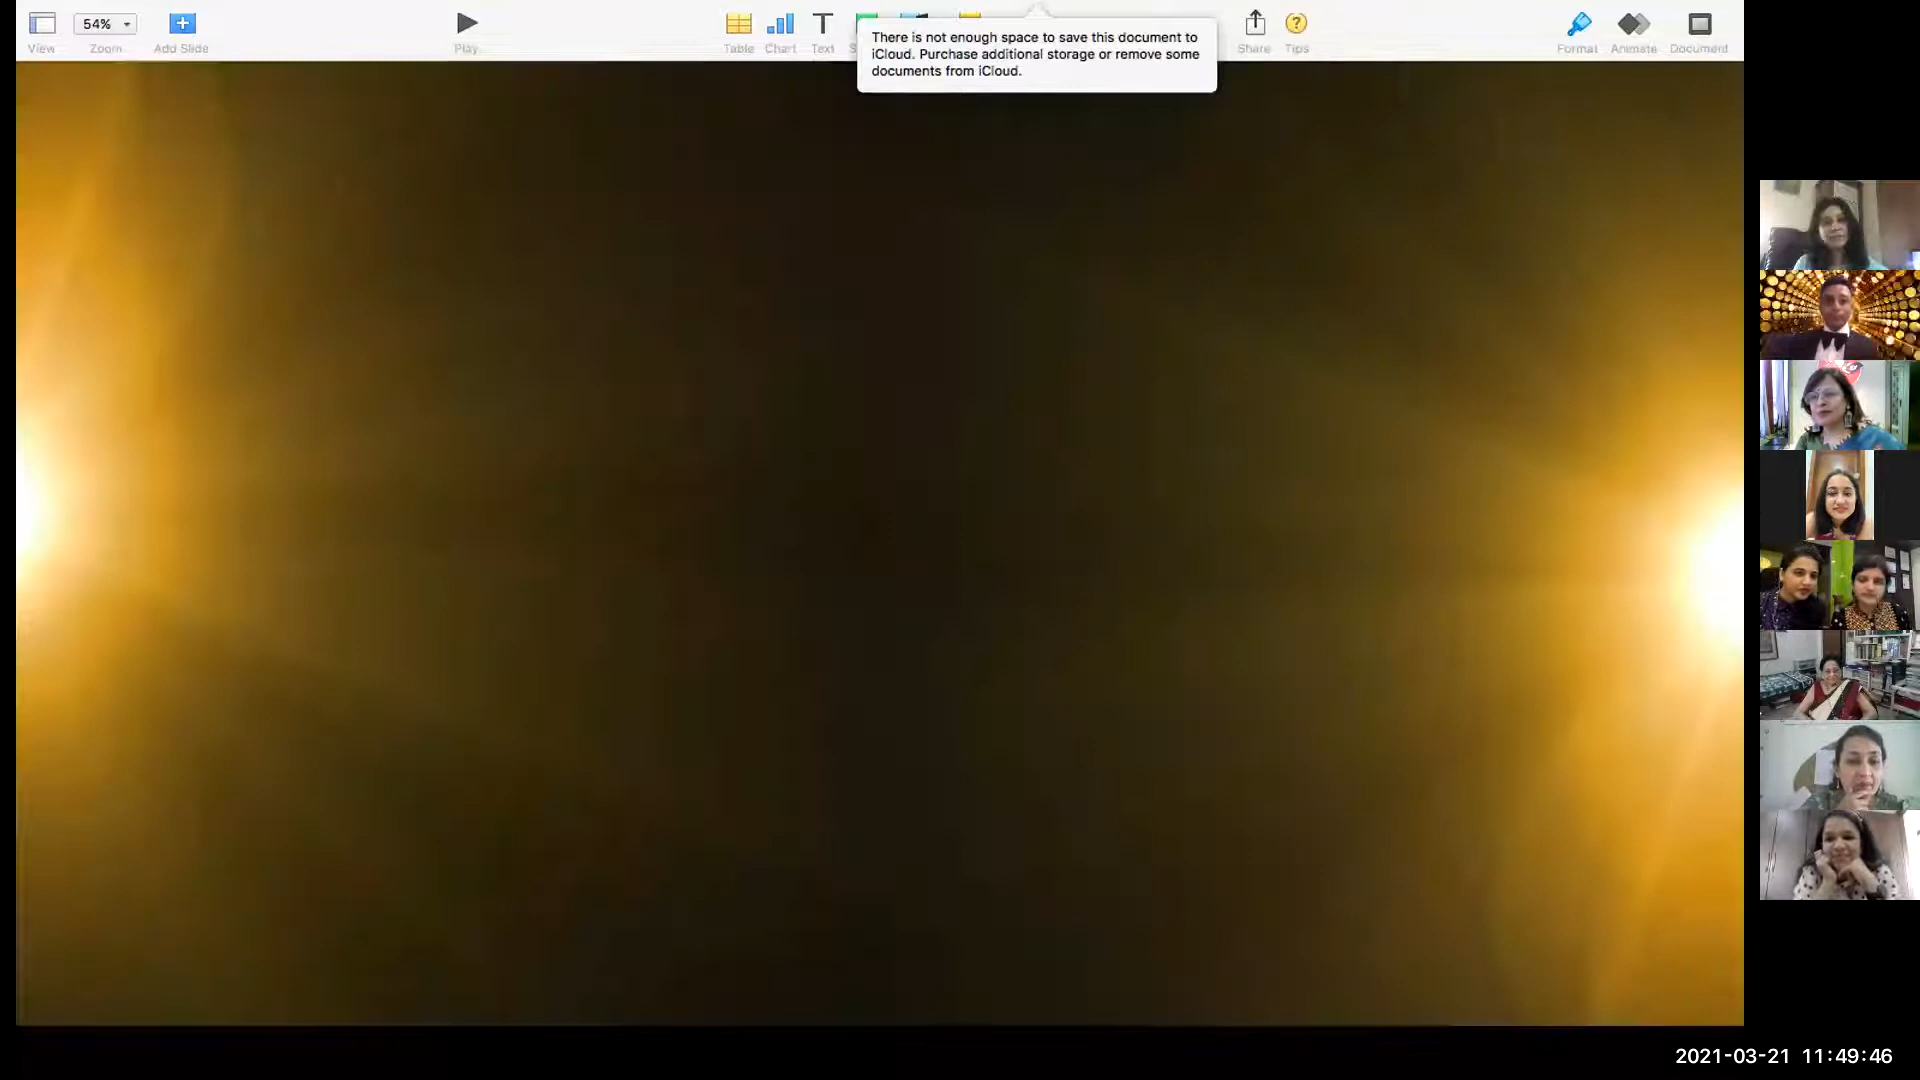 54%
View
Zoom
Add Slide
Play
Table
Chart
Text
There is not enough space to save this document to
iCloud. Purchase additional storage or remove some
documents from iCloud.
Share
?
Tips
Format
Animate
Document
2021-03-21 11:49:46